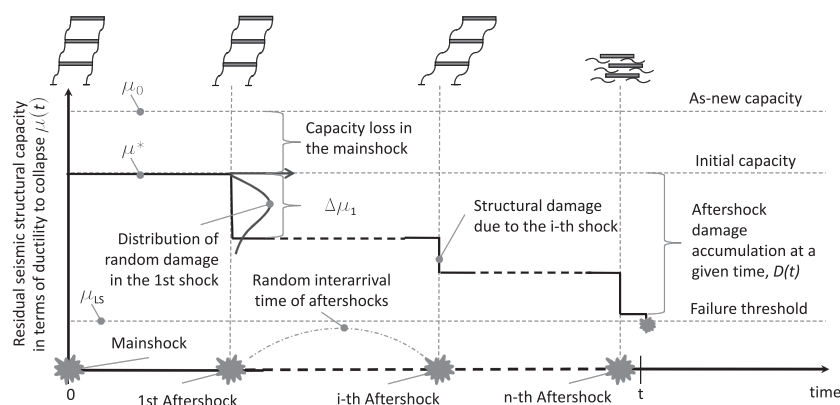 Residual seismic structural capacity
in terms of ductility to collapse μ(t)
μ0
As-new capacity
Capacity loss in
the mainshock
μ*
Initial capacity
Δμ1
Structural damage
due to the i-th shock
Aftershock
damage
accumulation at a
given time, D(t)
Distribution of
random damage
in the 1st shock
Random interarrival
time of aftershocks
μLS
Failure threshold
Mainshock
0
1st Aftershock
i-th Aftershock
n-th Aftershock
t
time